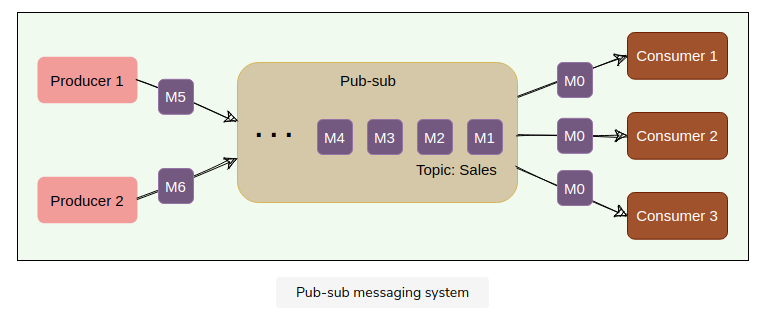 Pub-sub
Producer 1
M5
Producer 2
M6
. . .
M4
M3
M2
M1
Topic: Sales
M0
Consumer 1
M0
Consumer 2
M0
Consumer 3
Pub-sub messaging system